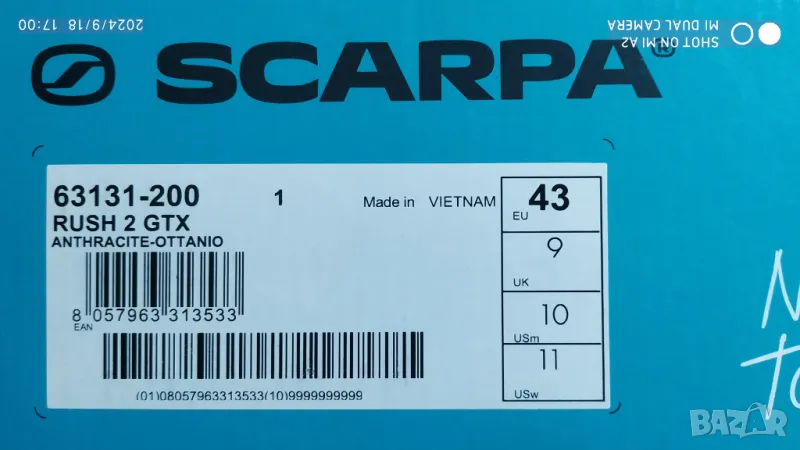 SCARPA®
63131-200 1 Made in VIETNAM
RUSH 2 GTX
ANTHRACITE-OTTANIO
8 057963 313533
EAN
(01)08057963313533(10)9999999999
43
EU
9
UK
10
USm
11
USw
SHOT ON MI A2
MI DUAL CAMERA
2024/9/18 17:00
BAZAR